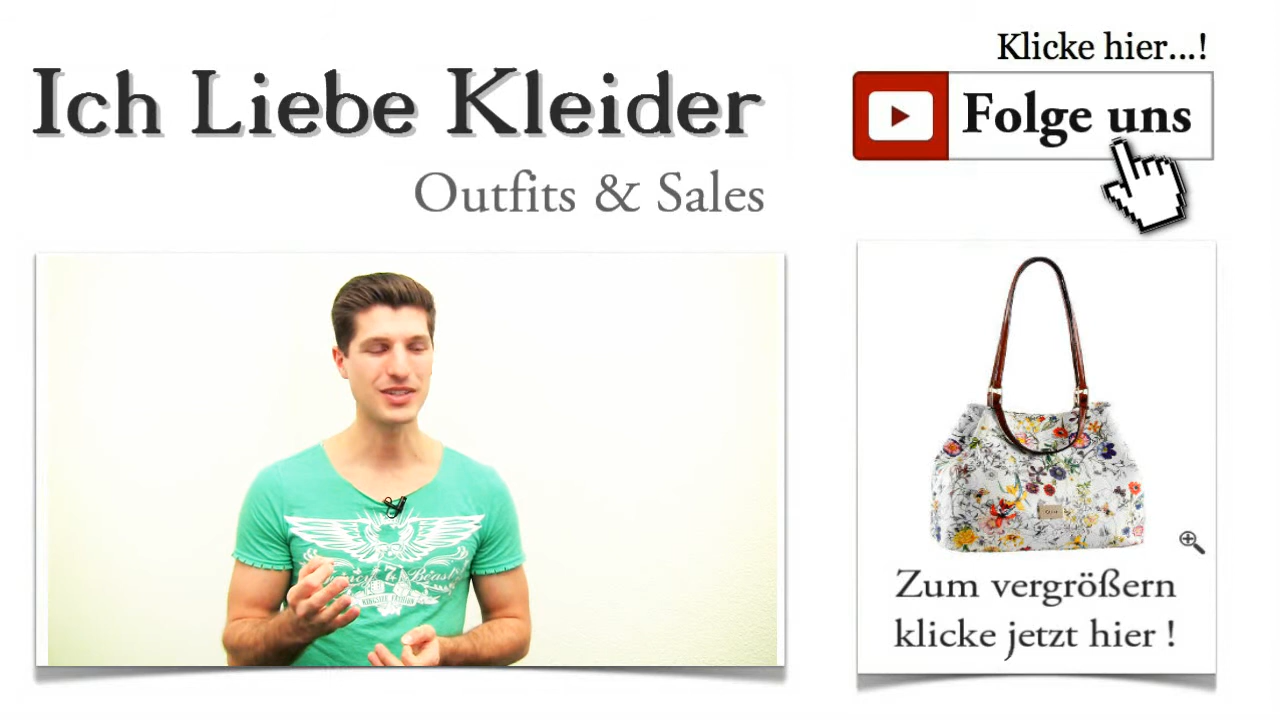 Klicke hier...!
Ich Liebe Kleider
Folge uns
Outfits & Sales
Zum vergrößern
klicke jetzt hier !